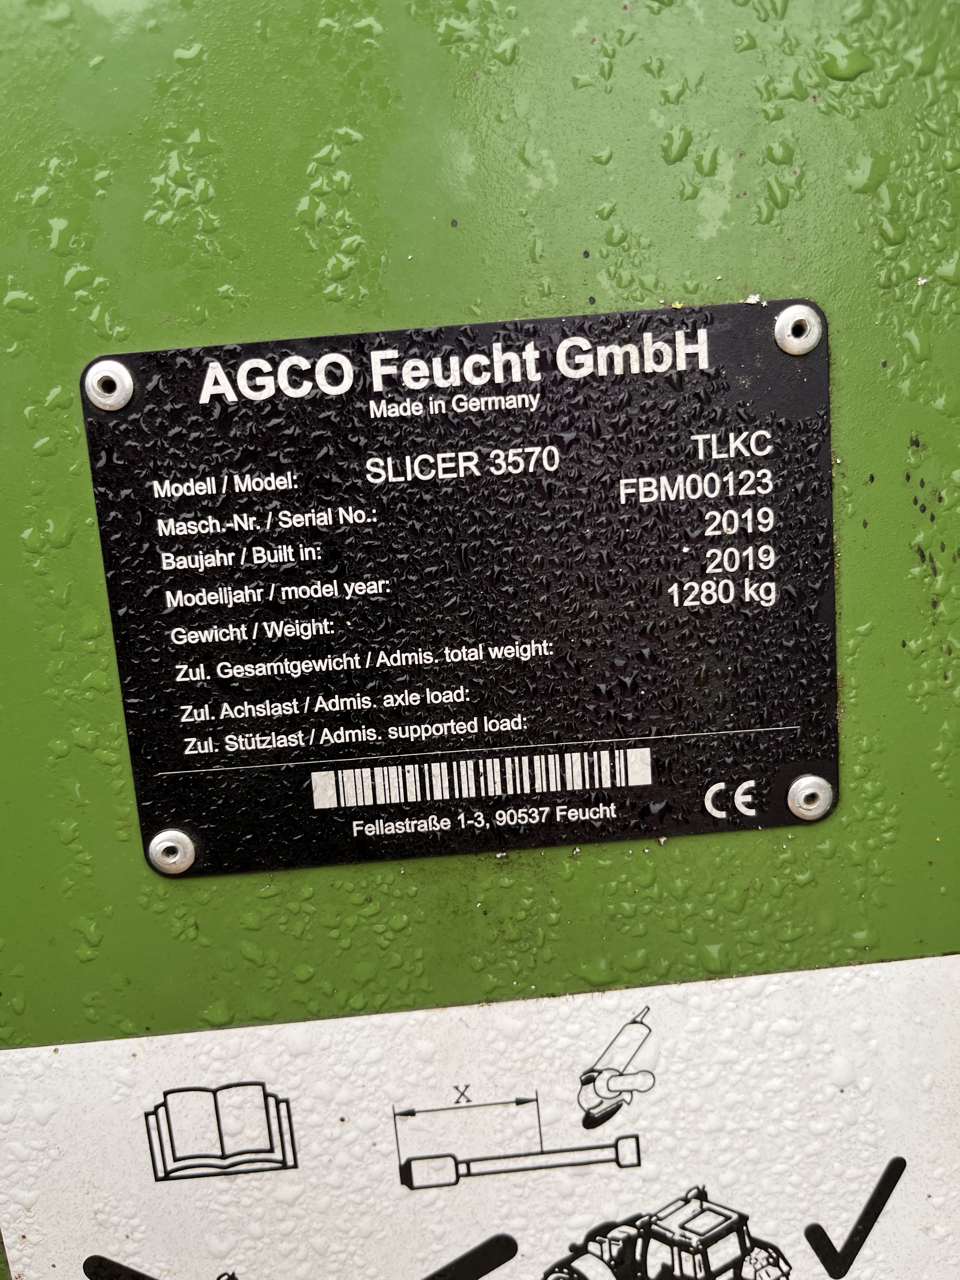 AGCO Feucht GmbH
Made in Germany
Modell / Model: SLICER 3570 TLKC
Masch.-Nr. / Serial No.: FBM00123
Baujahr / Built in: 2019
Modelljahr / model year: 2019
Gewicht / Weight: 1280 kg
Zul. Gesamtgewicht / Admis. total weight:
Zul. Achslast / Admis. axle load:
Zul. Stützlast / Admis. supported load:
Fellastraße 1-3, 90537 Feucht
CE
X